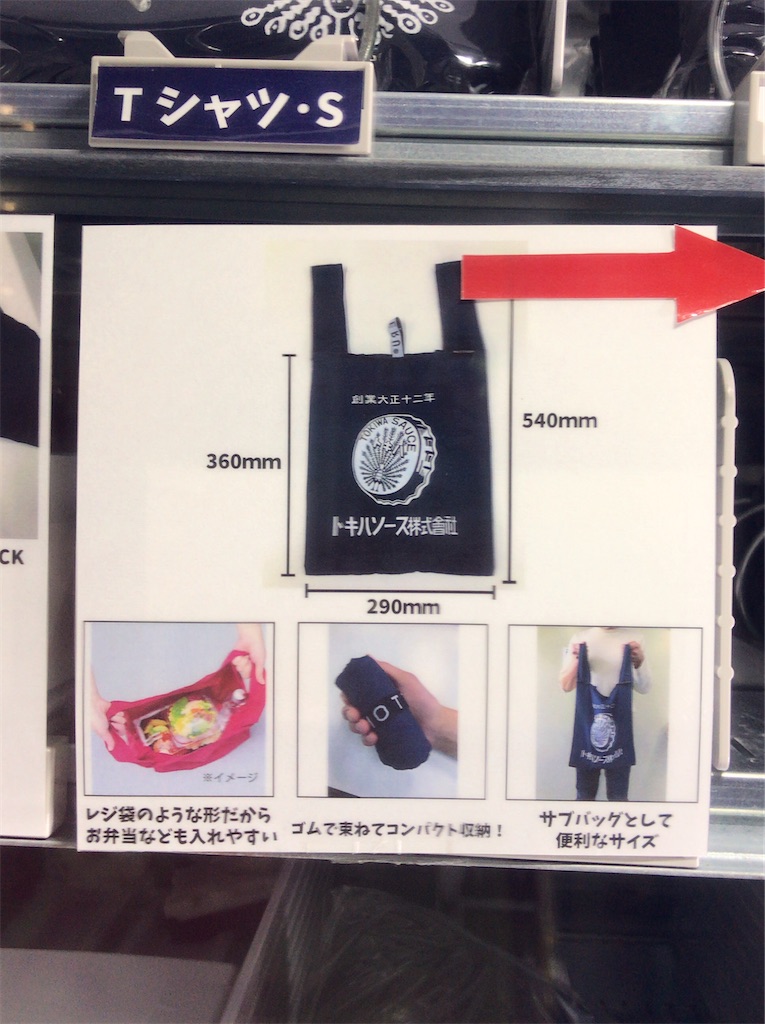 Tシャツ・S
創業大正十二年
TOKIWA SAUCE
トキハソース株式會社
360mm
540mm
290mm
CK
※イメージ
レジ袋のような形だから
お弁当なども入れやすい
ゴムで束ねてコンパクト収納!
サブバッグとして
便利なサイズ